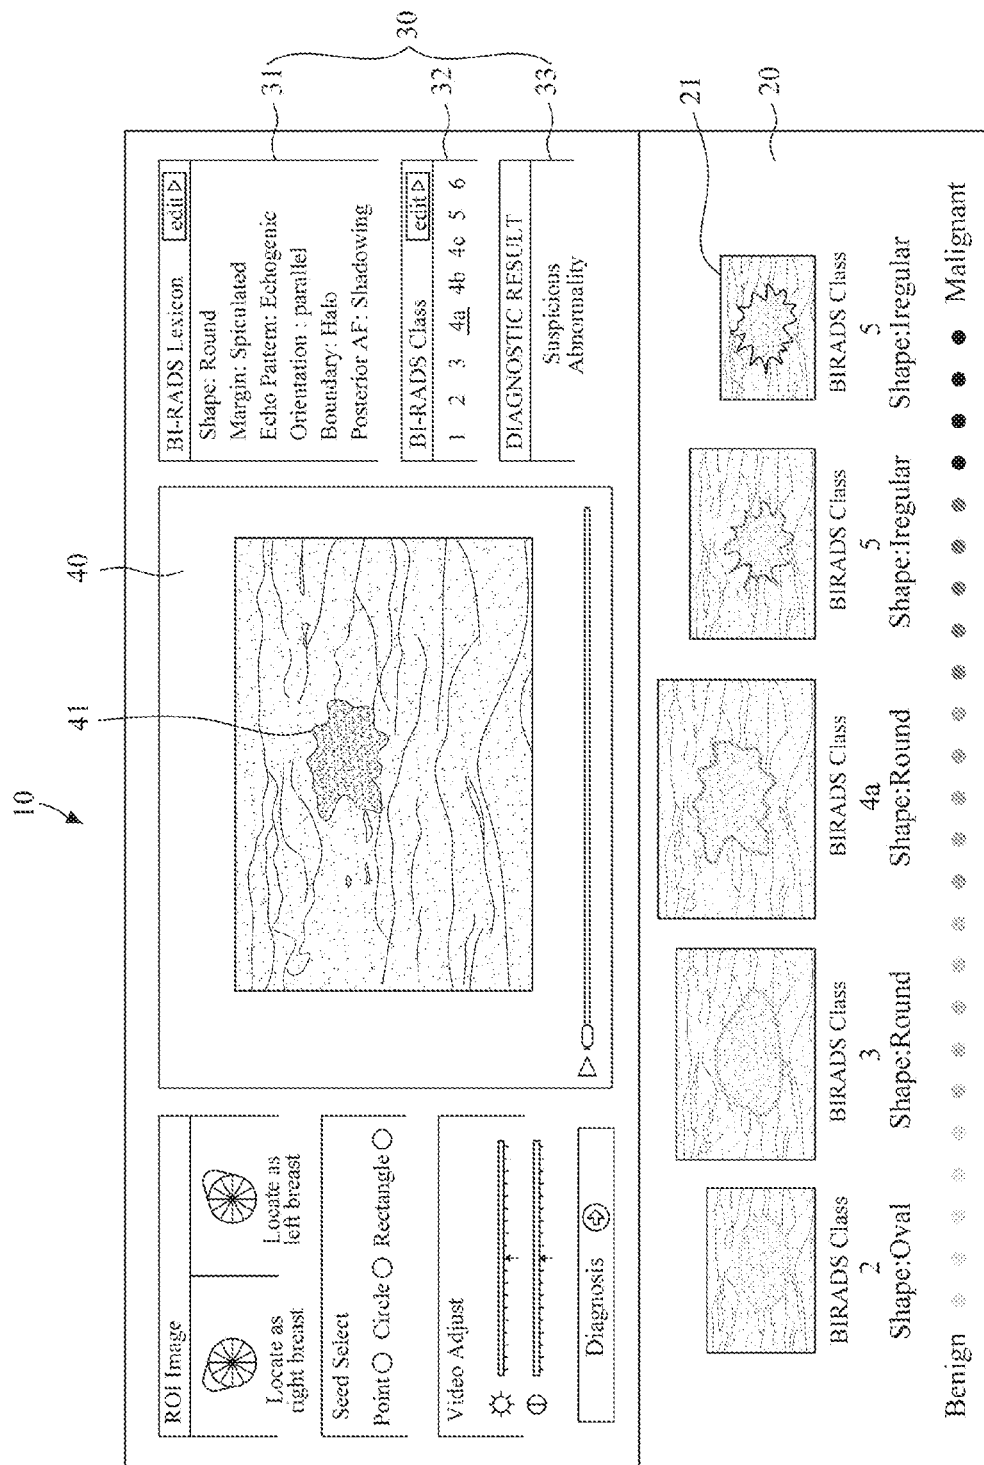 10
ROI Image
Locate as
right breast
Locate as
left breast
Seed Select
Point Circle Rectangle
Video Adjust
Diagnosis
40
41
BI-RADS Lexicon
edit
Shape: Round
Margin: Spiculated
Echo Pattern: Echogenic
Orientation : parallel
Boundary: Halo
Posterior AF: Shadowing
BI-RADS Class
edit
1 2 3 4a 4b 4c 5 6
DIAGNOSTIC RESULT
Suspicious
Abnormality
30
31
32
33
BIRADS Class
2
Shape:Oval
BIRADS Class
3
Shape:Round
BIRADS Class
4a
Shape:Round
BIRADS Class
5
Shape:Iregular
BIRADS Class
5
Shape:Iregular
21
20
Benign
Malignant